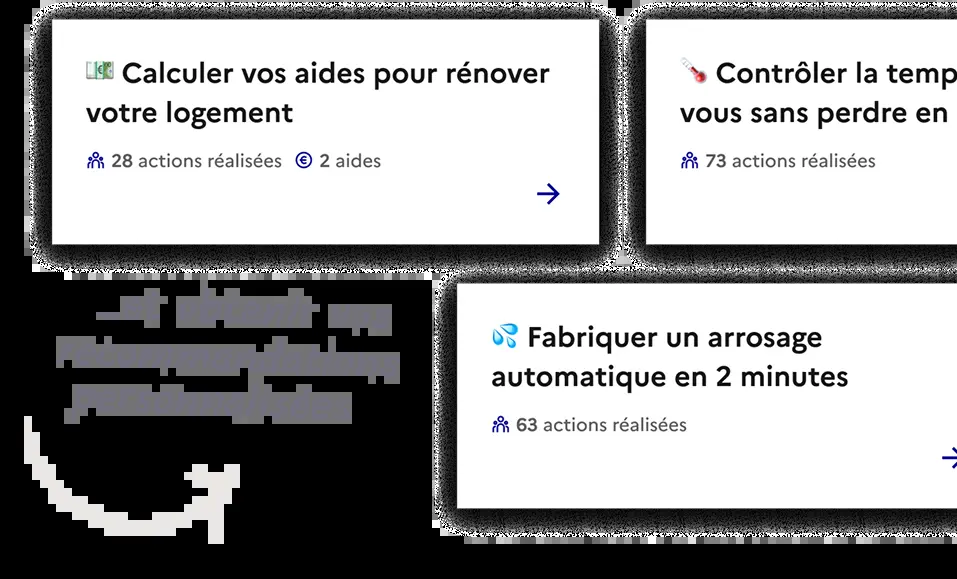 Calculer vos aides pour rénover
votre logement
28 actions réalisées 2 aides
Contrôler la temp
vous sans perdre en
73 actions réalisées
Fabriquer un arrosage
automatique en 2 minutes
63 actions réalisées